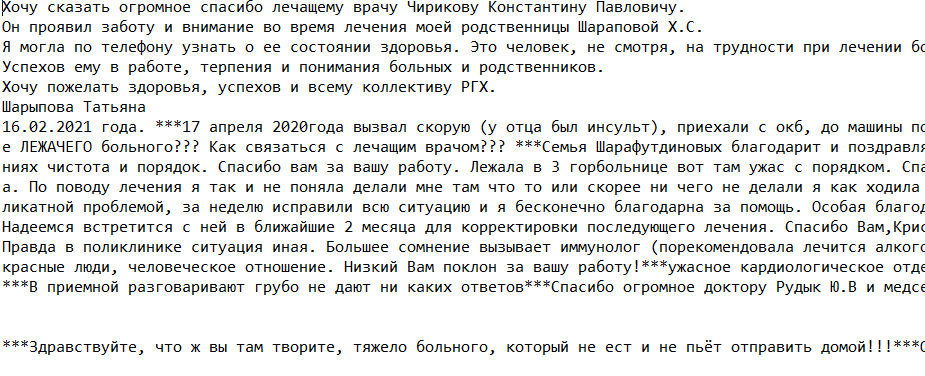 Хочу сказать огромное спасибо лечащему врачу Чирикову Константину Павловичу.
Он проявил заботу и внимание во время лечения моей родственницы Шараповой Х.С.
Я могла по телефону узнать о ее состоянии здоровья. Это человек, не смотря, на трудности при лечении бо
Успехов ему в работе, терпения и понимания больных и родственников.
Хочу пожелать здоровья, успехов и всему коллективу РГХ.
Шарыпова Татьяна
16.02.2021 года. ***17 апреля 2020года вызвал скорую (у отца был инсульт), приехали с окб, до машины по
е ЛЕЖАЧЕГО больного??? Как связаться с лечащим врачом??? ***Семья Шарафутдиновых благодарит и поздравля
ниях чистота и порядок. Спасибо вам за вашу работу. Лежала в 3 горбольнице вот там ужас с порядком. Спа
а. По поводу лечения я так и не поняла делали мне там что то или скорее ни чего не делали я как ходила
ликатной проблемой, за неделю исправили всю ситуацию и я бесконечно благодарна за помощь. Особая благод
Надеемся встретится с ней в ближайшие 2 месяца для корректировки последующего лечения. Спасибо Вам,Крис
Правда в поликлинике ситуация иная. Большее сомнение вызывает иммунолог (порекомендовала лечится алкого
красные люди, человеческое отношение. Низкий Вам поклон за вашу работу!***ужасное кардиологическое отде
***В приемной разговаривают грубо не дают ни каких ответов***Спасибо огромное доктору Рудык Ю.В и медсе
***Здравствуйте, что ж вы там творите, тяжело больного, который не ест и не пьёт отправить домой!!!***С